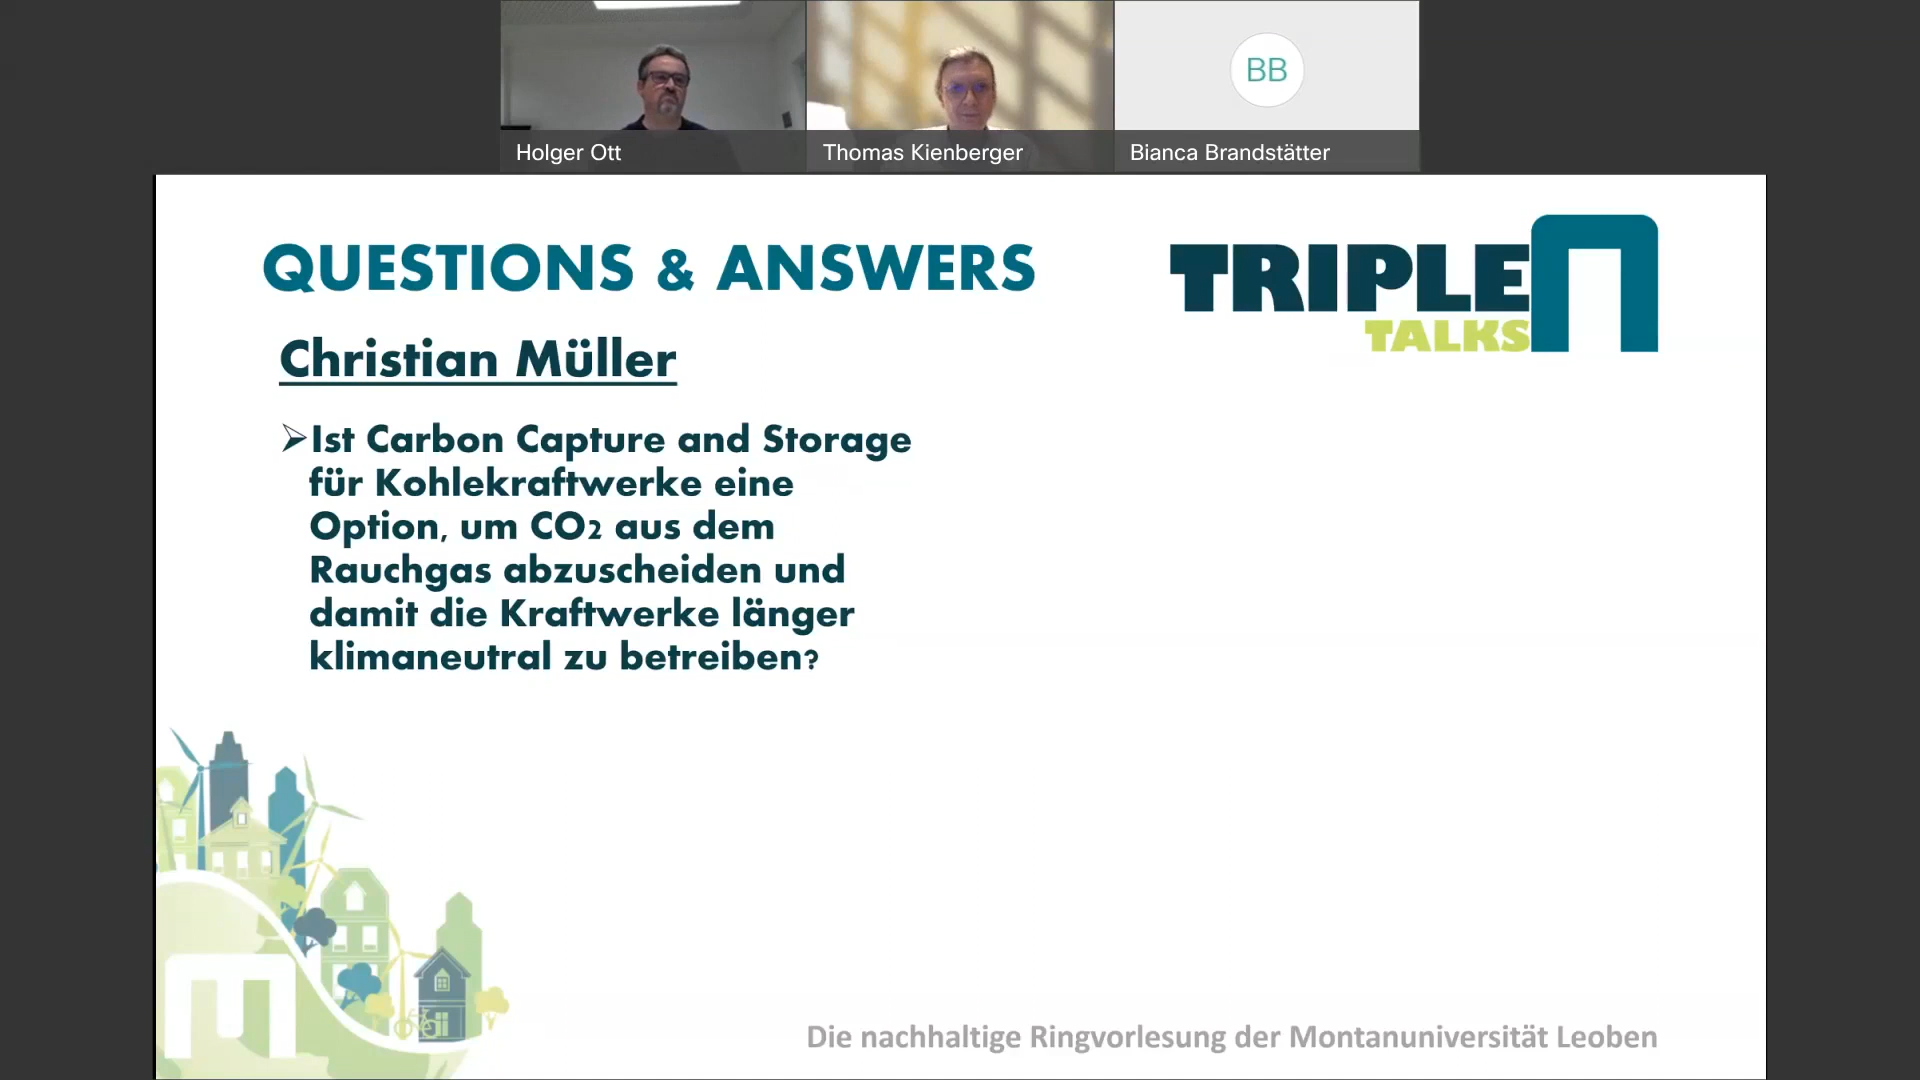 BB
Holger Ott
Thomas Kienberger
Bianca Brandstätter
QUESTIONS & ANSWERS
TRIPLE
TALKS
Christian Müller
➢Ist Carbon Capture and Storage
für Kohlekraftwerke eine
Option, um CO2 aus dem
Rauchgas abzuscheiden und
damit die Kraftwerke länger
klimaneutral zu betreiben?
Die nachhaltige Ringvorlesung der Montanuniversität Leoben